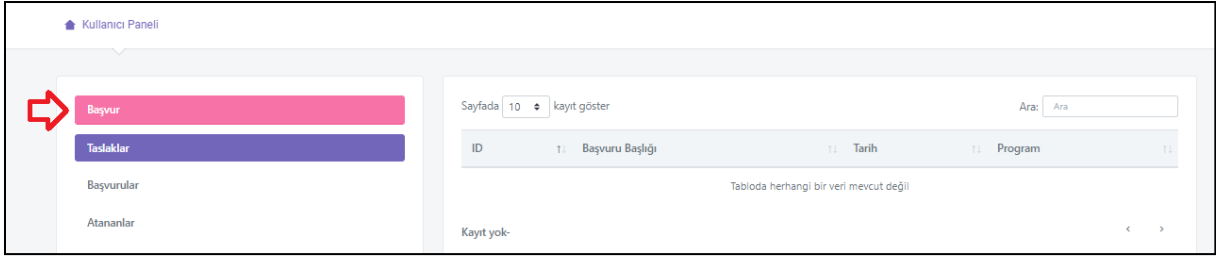 Kullanıcı Paneli
Başvur
Taslaklar
Başvurular
Atananlar
Sayfada 10 kayıt göster
Ara: Ara
ID Başvuru Başlığı Tarih Program
Tabloda herhangi bir veri mevcut değil
Kayıt yok-